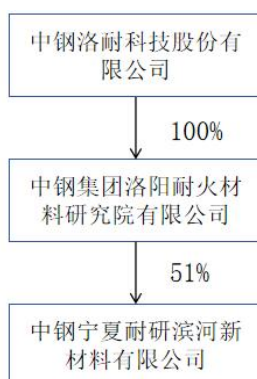 中钢洛耐科技股份有
限公司
100%
中钢集团洛阳耐火材
料研究院有限公司
51%
中钢宁夏耐研滨河新
材料有限公司